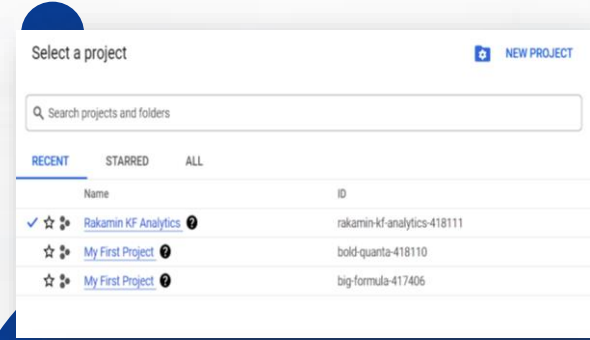 Select a project
NEW PROJECT
Search projects and folders
RECENT STARRED ALL
Name ID
Rakamin KF Analytics rakamin-kf-analytics-418111
My First Project bold-quanta-418110
My First Project big-formula-417406